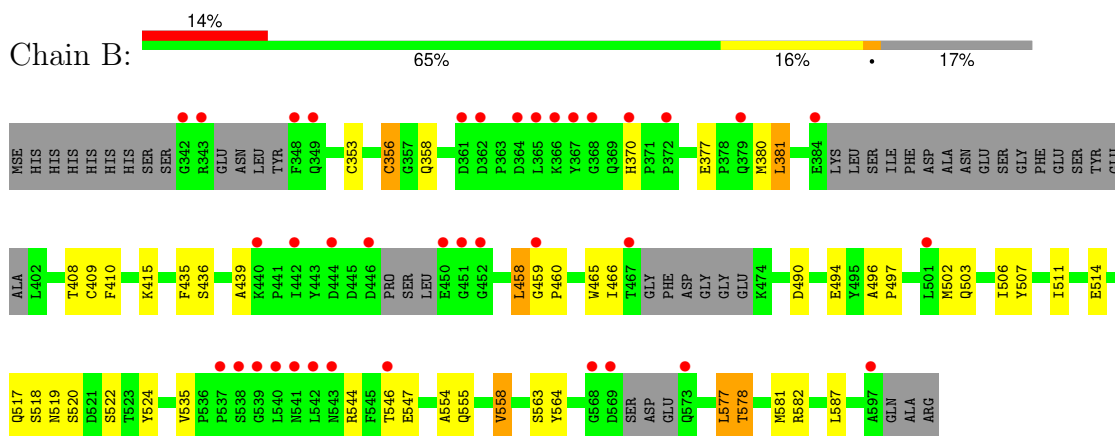 14%
Chain B:
65% 16% • 17%
MSE HIS HIS HIS HIS HIS HIS SER SER G342 R343 GLU ASN LEU TYR F348 Q349 C353 C356 G357 Q358 D361 D362 P363 D364 L365 K366 Y367 G368 Q369 H370 P371 P372 E377 P378 Q379 M380 L381 E384 LYS LEU SER ILE PHE ASP ALA ASN GLU SER GLY PHE GLU SER TYR GLU
ALA L402 T408 C409 F410 K415 F435 S436 A439 K440 P441 I442 Y443 D444 D445 D446 PRO SER LEU E450 G451 G452 L458 G459 P460 W465 I466 T467 GLY PHE ASP GLY GLY GLU K474 D490 E494 Y495 A496 P497 L501 M502 Q503 I506 Y507 I511 E514
Q517 S518 N519 S520 D521 S522 T523 Y524 V535 P536 P537 S538 G539 L540 N541 L542 N543 R544 F545 T546 E547 A554 Q555 V558 S563 Y564 G568 D569 SER ASP GLU Q573 L577 T578 M581 R582 L587 A597 GLN ALA ARG